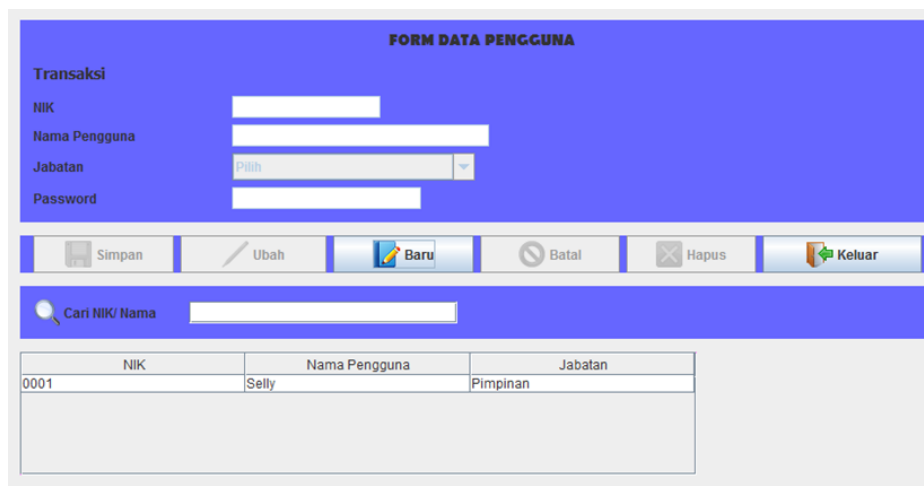 FORM DATA PENGGUNA
Transaksi
NIK
Nama Pengguna
Jabatan Pilih
Password
Simpan Ubah Baru Batal Hapus Keluar
Cari NIK/ Nama
NIK Nama Pengguna Jabatan
0001 Selly Pimpinan